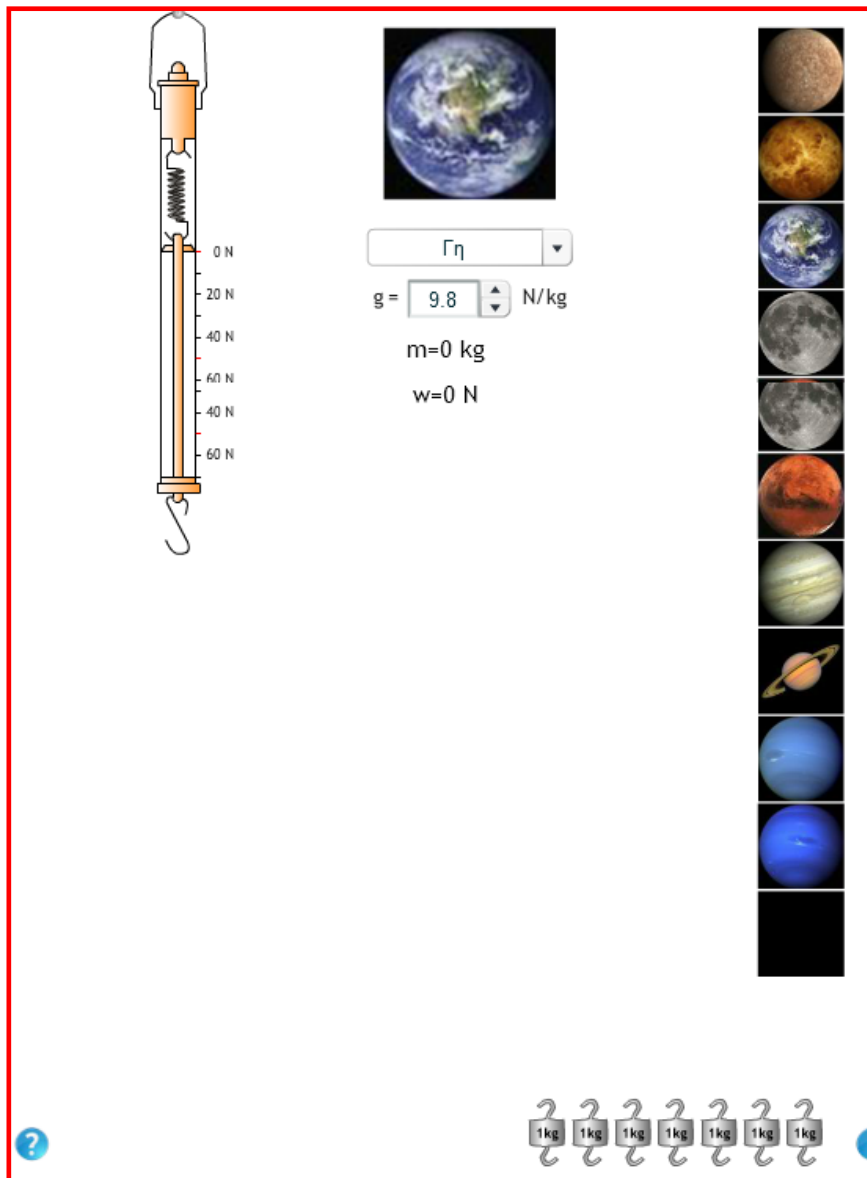 0 N
20 N
40 N
60 N
40 N
60 N
Γη
g = 9.8 N/kg
m=0 kg
w=0 N
?
1kg 1kg 1kg 1kg 1kg 1kg 1kg